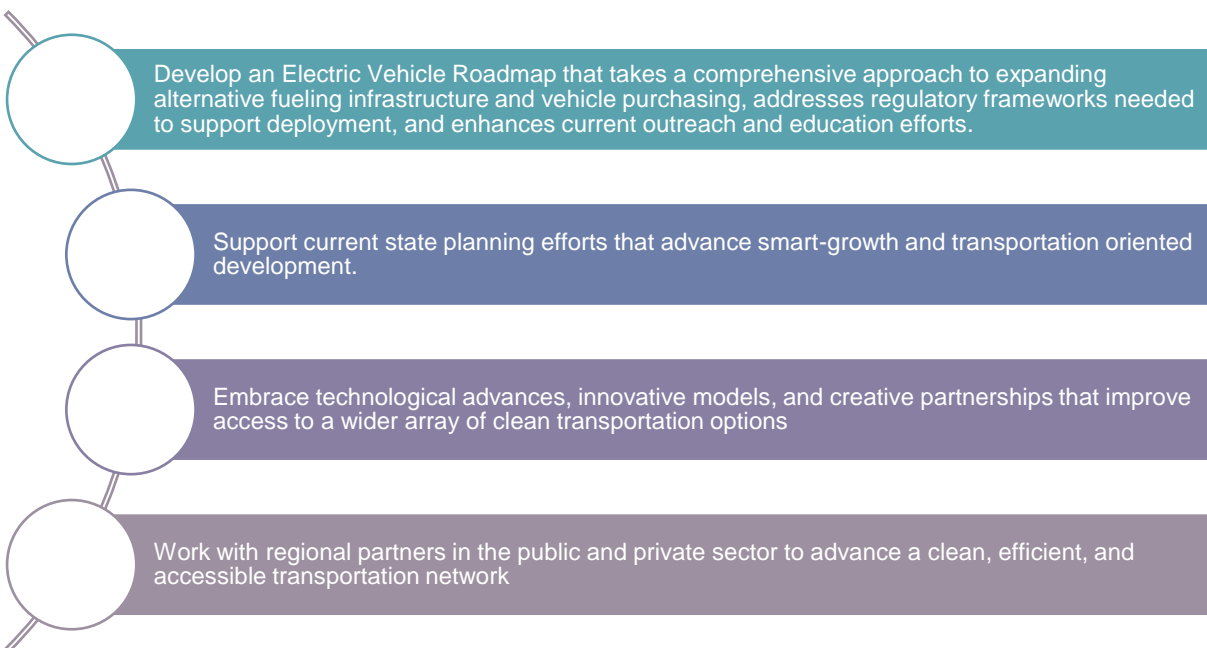 Develop an Electric Vehicle Roadmap that takes a comprehensive approach to expanding
alternative fueling infrastructure and vehicle purchasing, addresses regulatory frameworks needed
to support deployment, and enhances current outreach and education efforts.
Support current state planning efforts that advance smart-growth and transportation oriented
development.
Embrace technological advances, innovative models, and creative partnerships that improve
access to a wider array of clean transportation options
Work with regional partners in the public and private sector to advance a clean, efficient, and
accessible transportation network